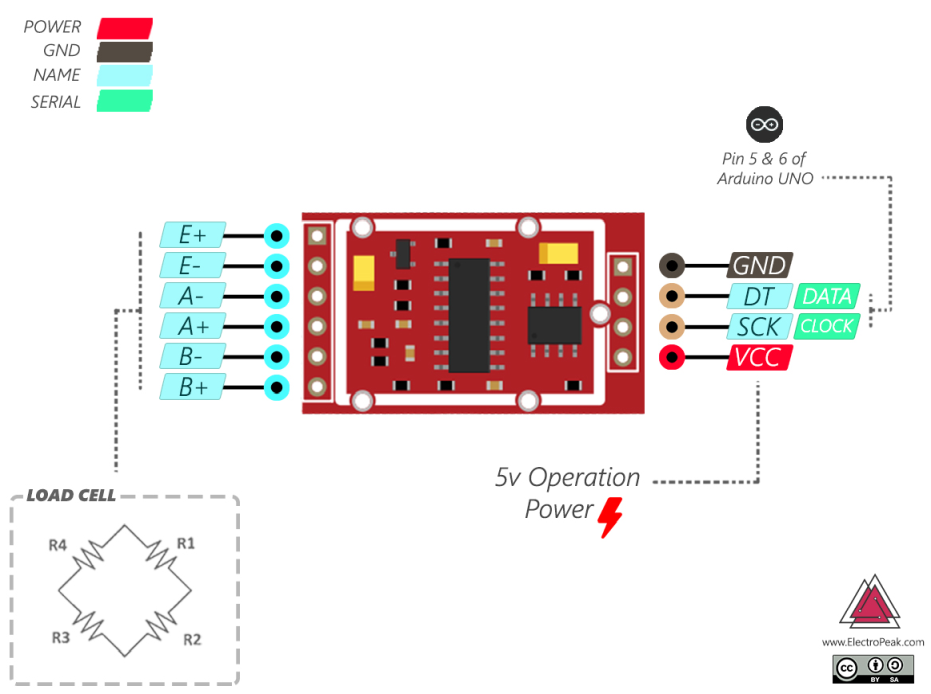 POWER
GND
NAME
SERIAL
Pin 5 & 6 of
Arduino UNO
E+
E-
A-
A+
B-
B+
GND
DT DATA
SCK CLOCK
VCC
5v Operation
Power
LOAD CELL
R4 R1
R3 R2
www.ElectroPeak.com
cc
BY SA